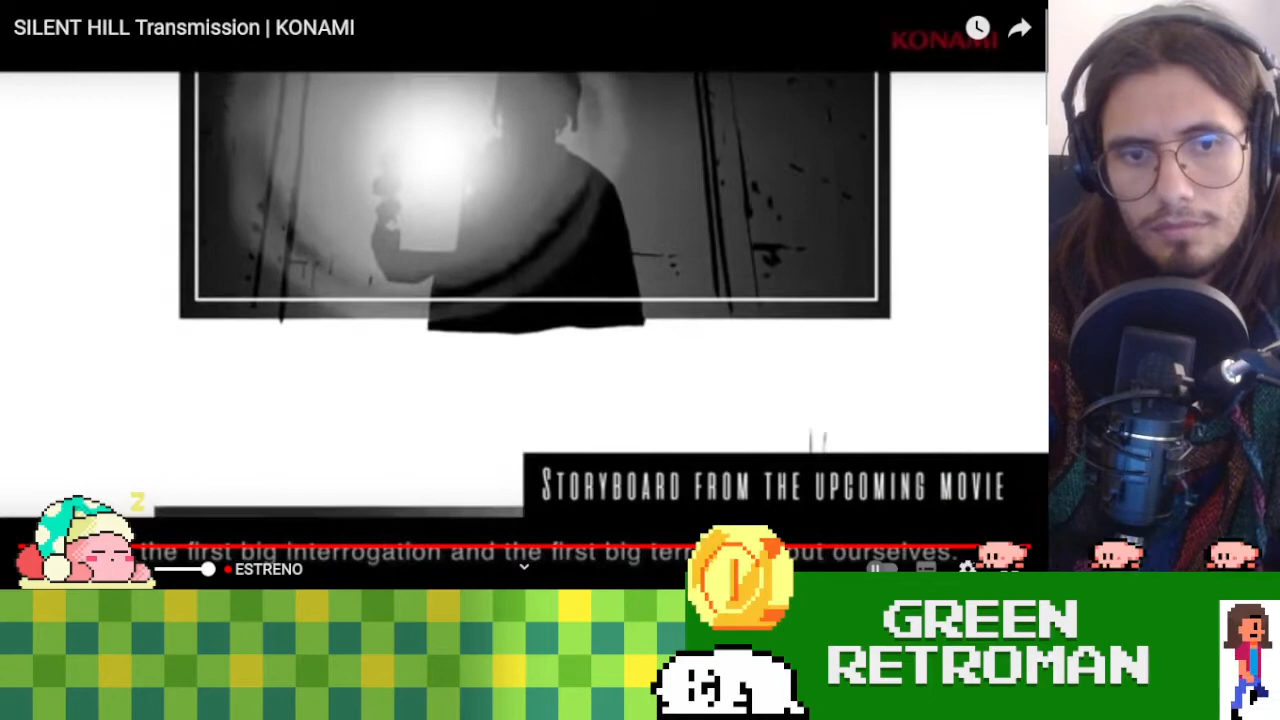 SILENT HILL Transmission | KONAMI
KONAMI
STORYBOARD FROM THE UPCOMING MOVIE
Z
the first big interrogation and the first big out ourselves.
ESTRENO
GREEN
RETROMAN